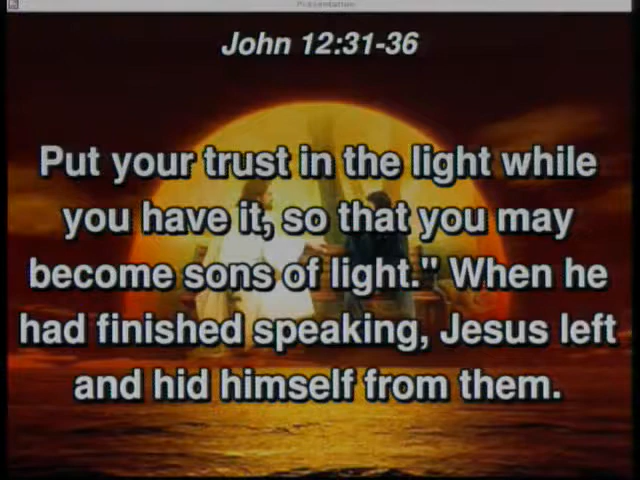 Presentation
John 12:31-36
Put your trust in the light while
you have it, so that you may
become sons of light." When he
had finished speaking, Jesus left
and hid himself from them.